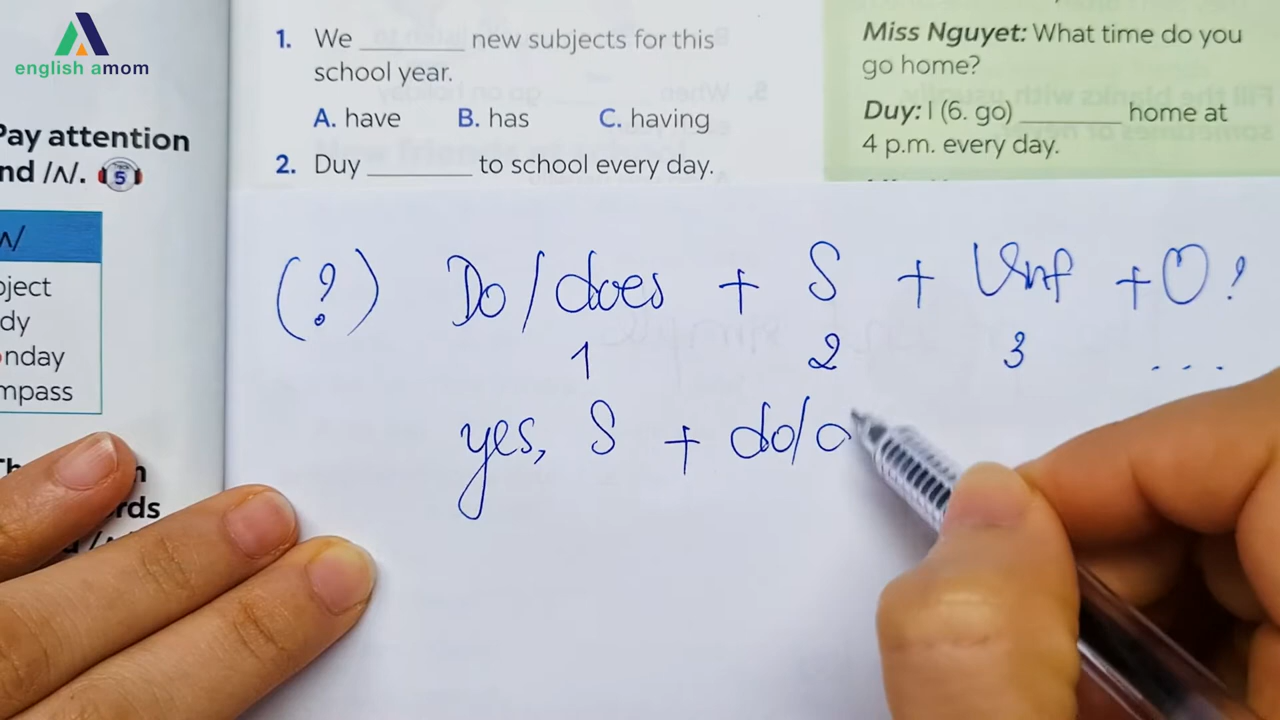 english amom
Pay attention
nd /ʌ/. 5
ʌ/
bject
dy
onday
mpass
rds
1. We ________ new subjects for this
school year.
A. have B. has C. having
2. Duy ________ to school every day.
Miss Nguyet: What time do you
go home?
Duy: I (6. go) ________ home at
4 p.m. every day.
(?) Do/does + S + Vinf + O?
1 2 3 ...
yes, S + do/d